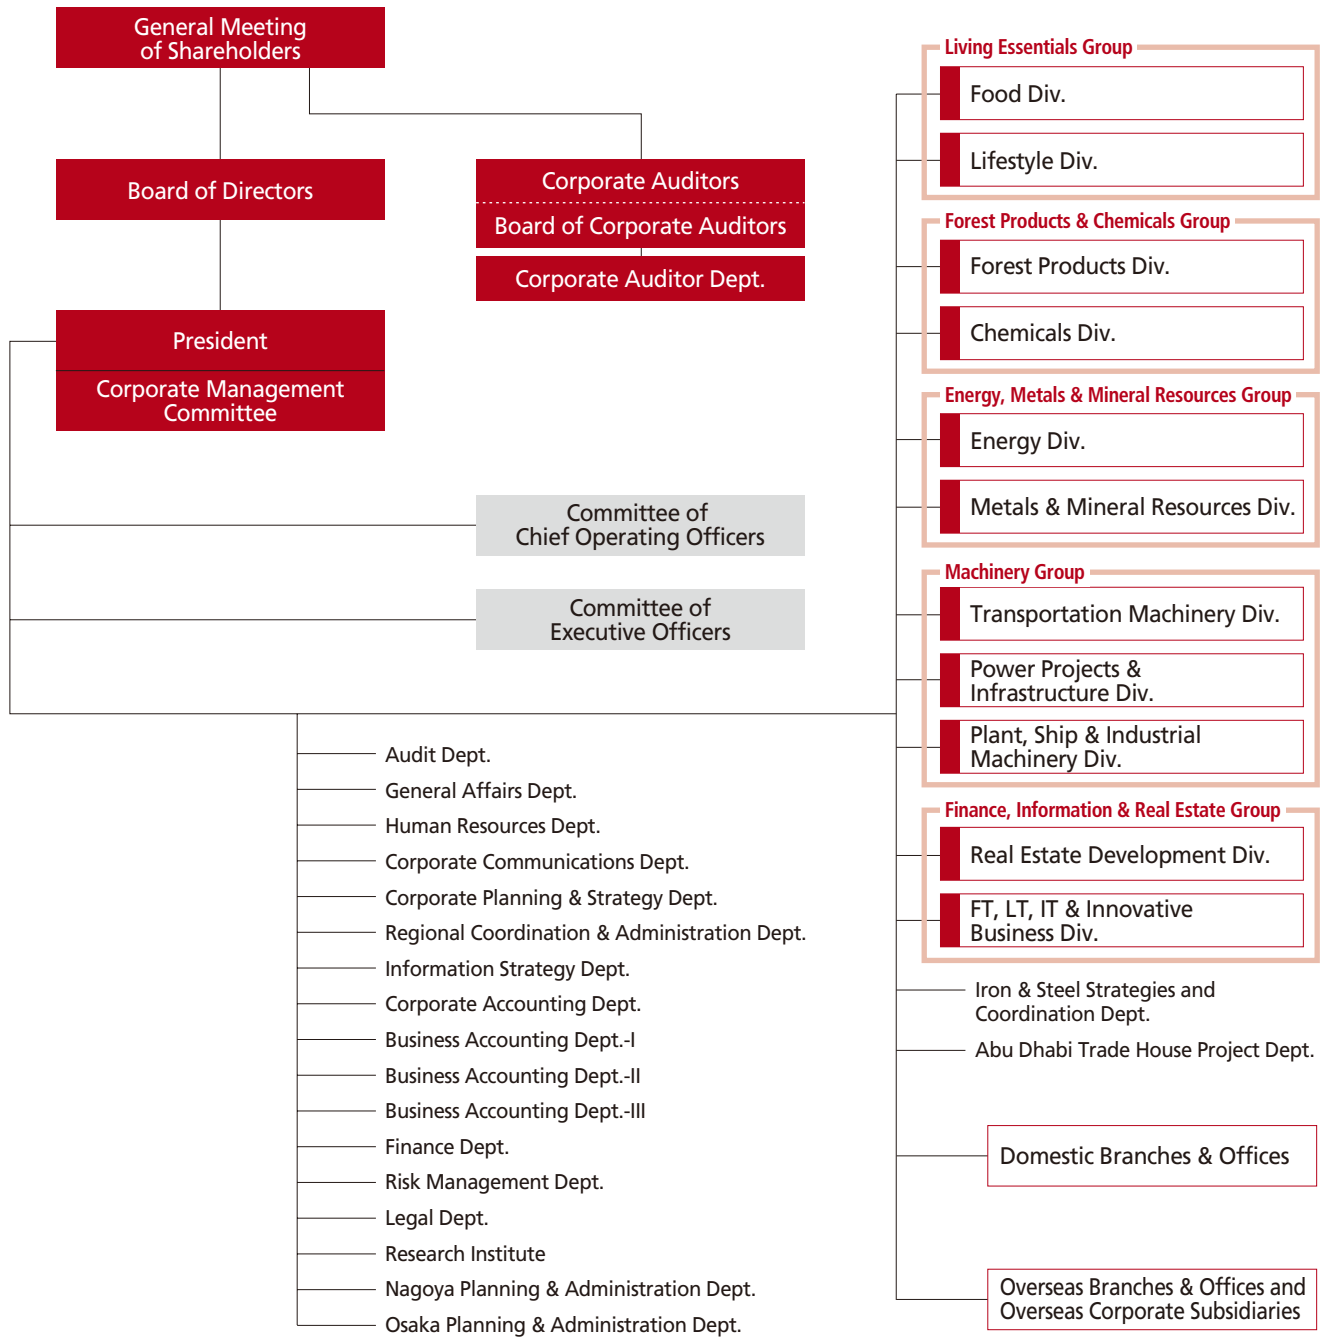 General Meeting
of Shareholders
Board of Directors
Corporate Auditors
Board of Corporate Auditors
Corporate Auditor Dept.
President
Corporate Management
Committee
Committee of
Chief Operating Officers
Committee of
Executive Officers
Audit Dept.
General Affairs Dept.
Human Resources Dept.
Corporate Communications Dept.
Corporate Planning & Strategy Dept.
Regional Coordination & Administration Dept.
Information Strategy Dept.
Corporate Accounting Dept.
Business Accounting Dept.-I
Business Accounting Dept.-II
Business Accounting Dept.-III
Finance Dept.
Risk Management Dept.
Legal Dept.
Research Institute
Nagoya Planning & Administration Dept.
Osaka Planning & Administration Dept.
Living Essentials Group
Food Div.
Lifestyle Div.
Forest Products & Chemicals Group
Forest Products Div.
Chemicals Div.
Energy, Metals & Mineral Resources Group
Energy Div.
Metals & Mineral Resources Div.
Machinery Group
Transportation Machinery Div.
Power Projects &
Infrastructure Div.
Plant, Ship & Industrial
Machinery Div.
Finance, Information & Real Estate Group
Real Estate Development Div.
FT, LT, IT & Innovative
Business Div.
Iron & Steel Strategies and
Coordination Dept.
Abu Dhabi Trade House Project Dept.
Domestic Branches & Offices
Overseas Branches & Offices and
Overseas Corporate Subsidiaries